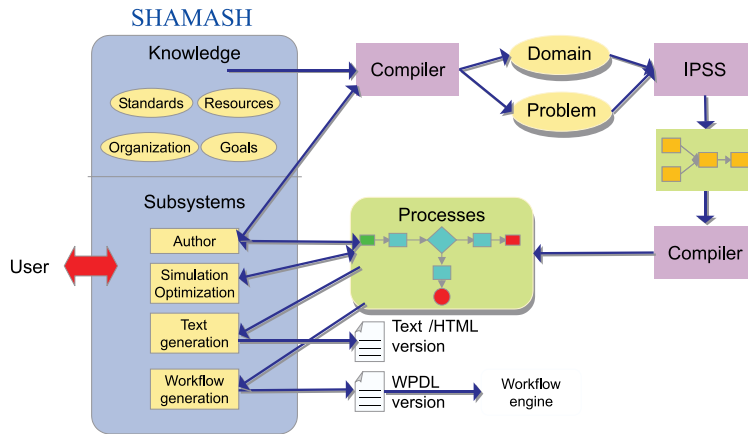 SHAMASH
Knowledge
Standards
Resources
Organization
Goals
Subsystems
Author
Simulation
Optimization
Text
generation
Workflow
generation
User
Compiler
Domain
Problem
IPSS
Compiler
Processes
Text /HTML
version
WPDL
version
Workflow
engine